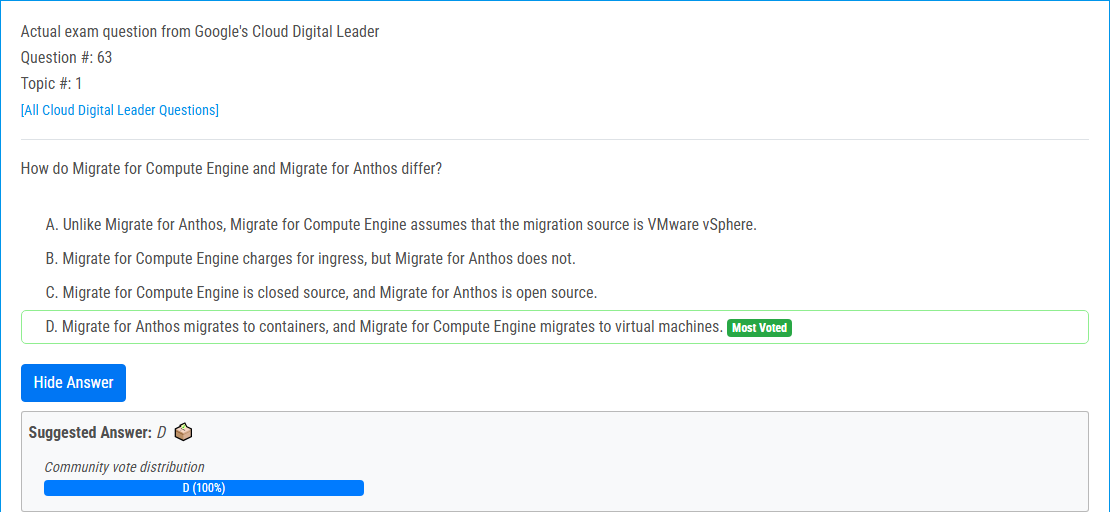 Actual exam question from Google's Cloud Digital Leader
Question #: 63
Topic #: 1
[All Cloud Digital Leader Questions]
How do Migrate for Compute Engine and Migrate for Anthos differ?
A. Unlike Migrate for Anthos, Migrate for Compute Engine assumes that the migration source is VMware vSphere.
B. Migrate for Compute Engine charges for ingress, but Migrate for Anthos does not.
C. Migrate for Compute Engine is closed source, and Migrate for Anthos is open source.
D. Migrate for Anthos migrates to containers, and Migrate for Compute Engine migrates to virtual machines. Most Voted
Hide Answer
Suggested Answer: D
Community vote distribution
D (100%)